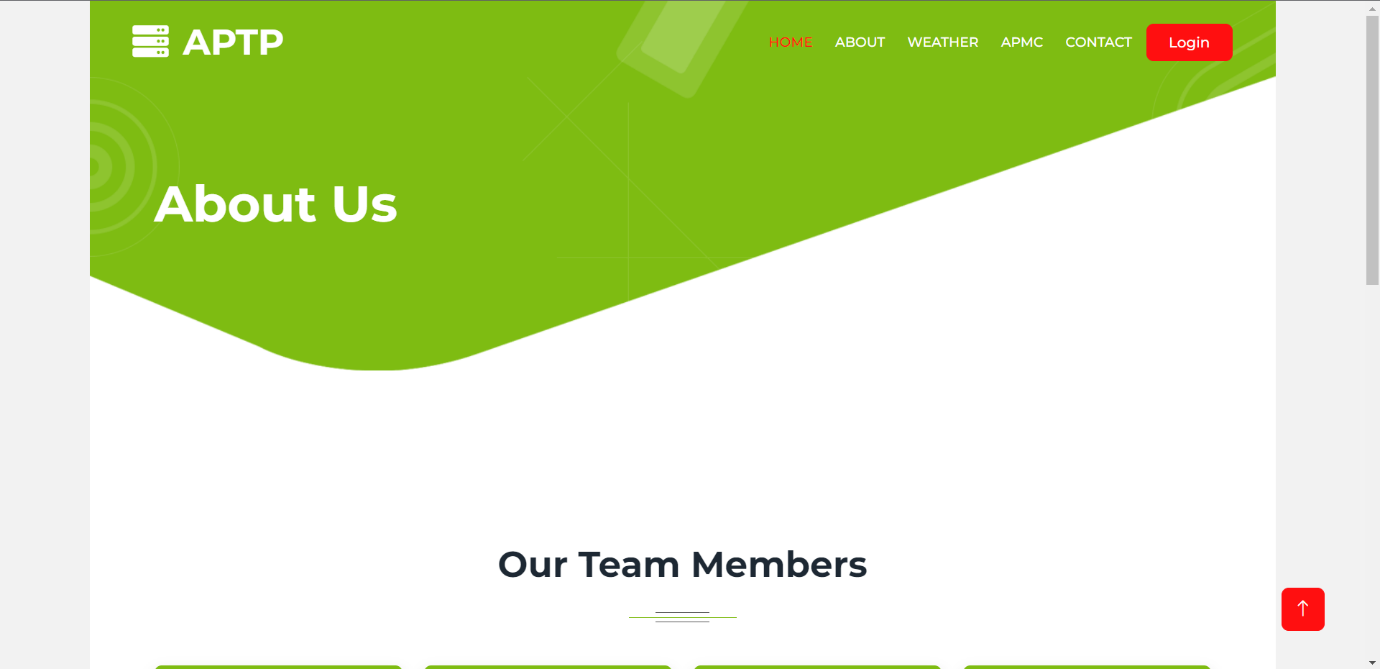 APTP
HOME ABOUT WEATHER APMC CONTACT Login
About Us
Our Team Members